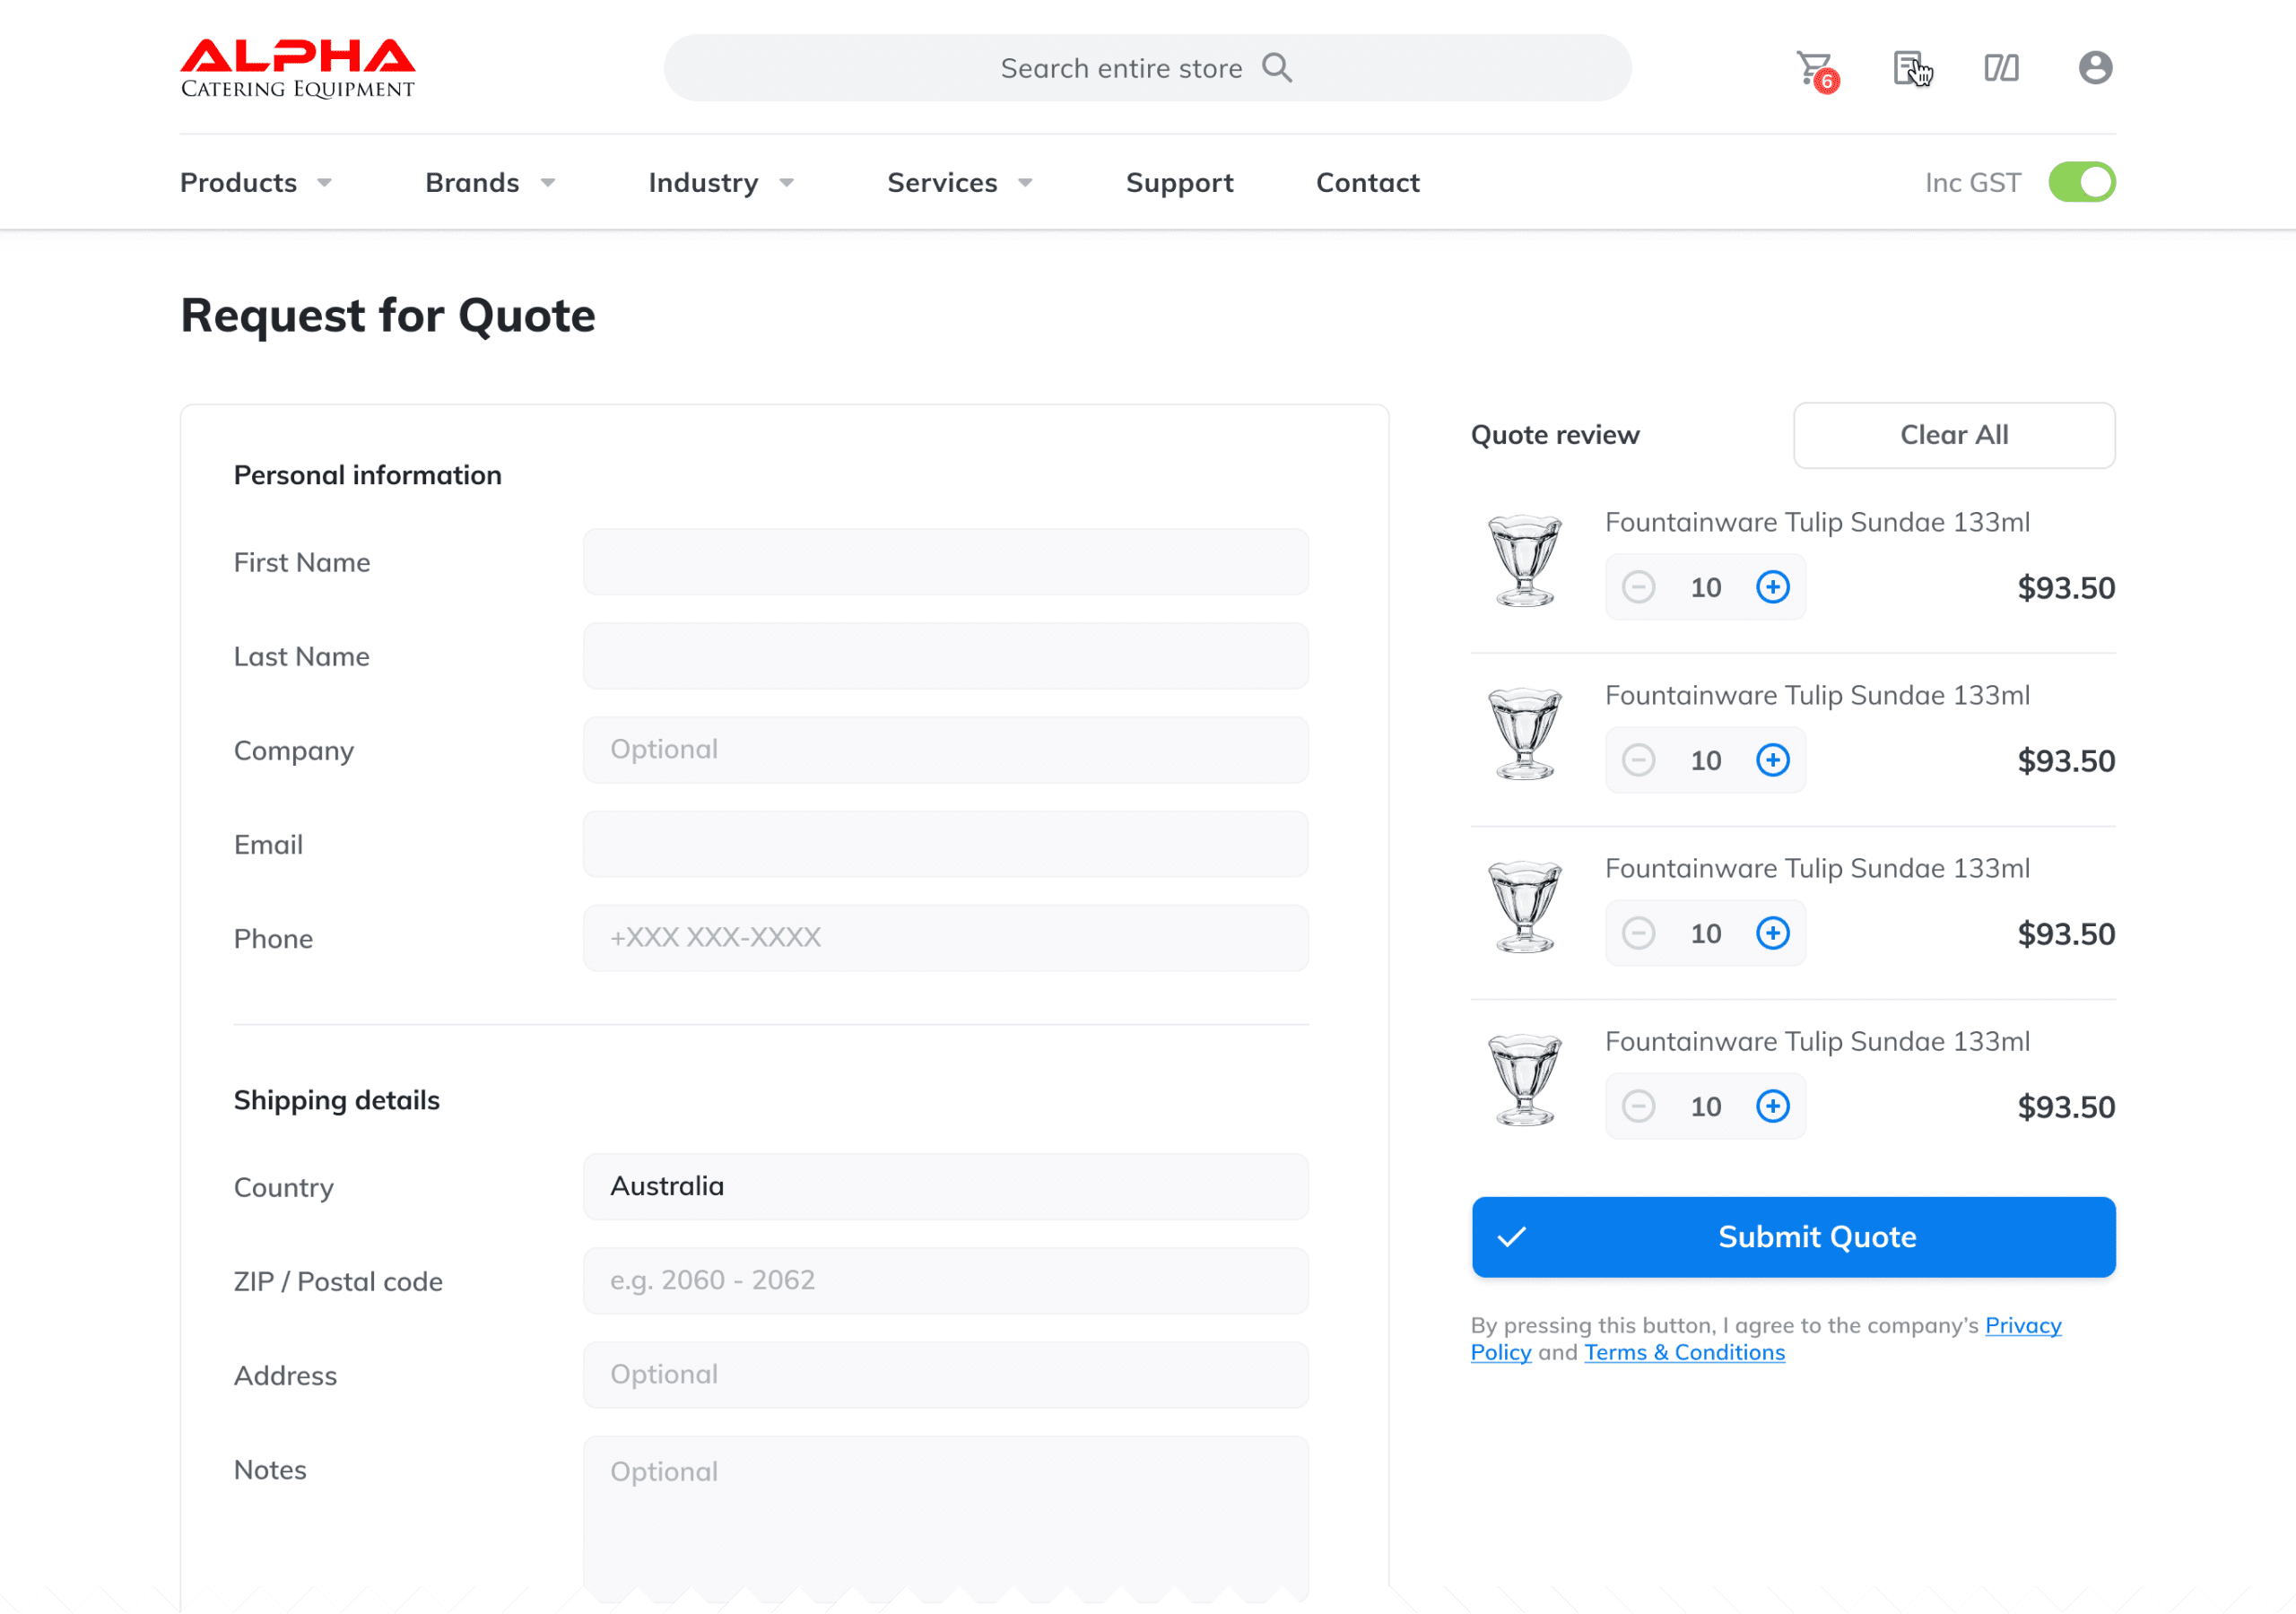 ALPHA
CATERING EQUIPMENT
Search entire store
6
Products
Brands
Industry
Services
Support
Contact
Inc GST
Request for Quote
Personal information
First Name
Last Name
Company
Optional
Email
Phone
+XXX XXX-XXXX
Shipping details
Country
Australia
ZIP / Postal code
e.g. 2060 - 2062
Address
Optional
Notes
Optional
Quote review
Clear All
Fountainware Tulip Sundae 133ml
10
$93.50
Fountainware Tulip Sundae 133ml
10
$93.50
Fountainware Tulip Sundae 133ml
10
$93.50
Fountainware Tulip Sundae 133ml
10
$93.50
Submit Quote
By pressing this button, I agree to the company’s Privacy
Policy and Terms & Conditions